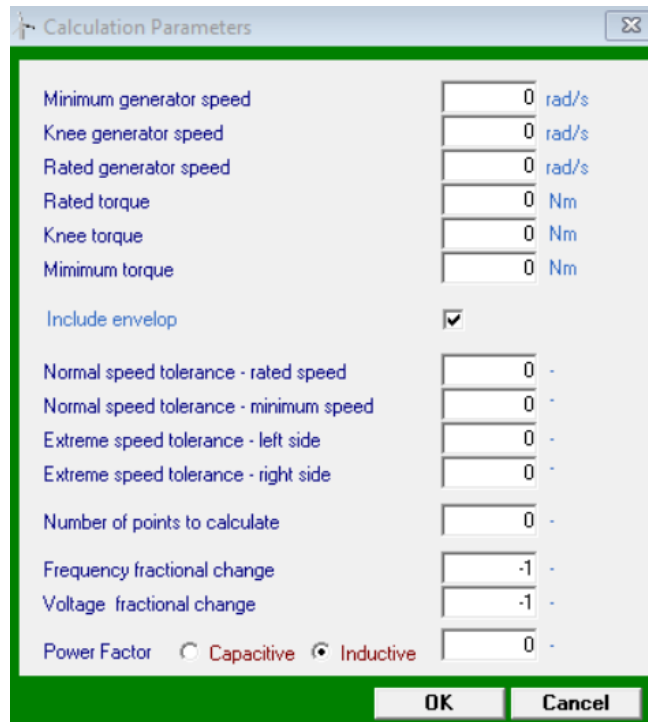 Calculation Parameters
Minimum generator speed 0 rad/s
Knee generator speed 0 rad/s
Rated generator speed 0 rad/s
Rated torque 0 Nm
Knee torque 0 Nm
Mimimum torque 0 Nm
Include envelop
Normal speed tolerance - rated speed 0 -
Normal speed tolerance - minimum speed 0 -
Extreme speed tolerance - left side 0 -
Extreme speed tolerance - right side 0 -
Number of points to calculate 0 -
Frequency fractional change -1 -
Voltage fractional change -1 -
Power Factor Capacitive Inductive 0 -
OK Cancel